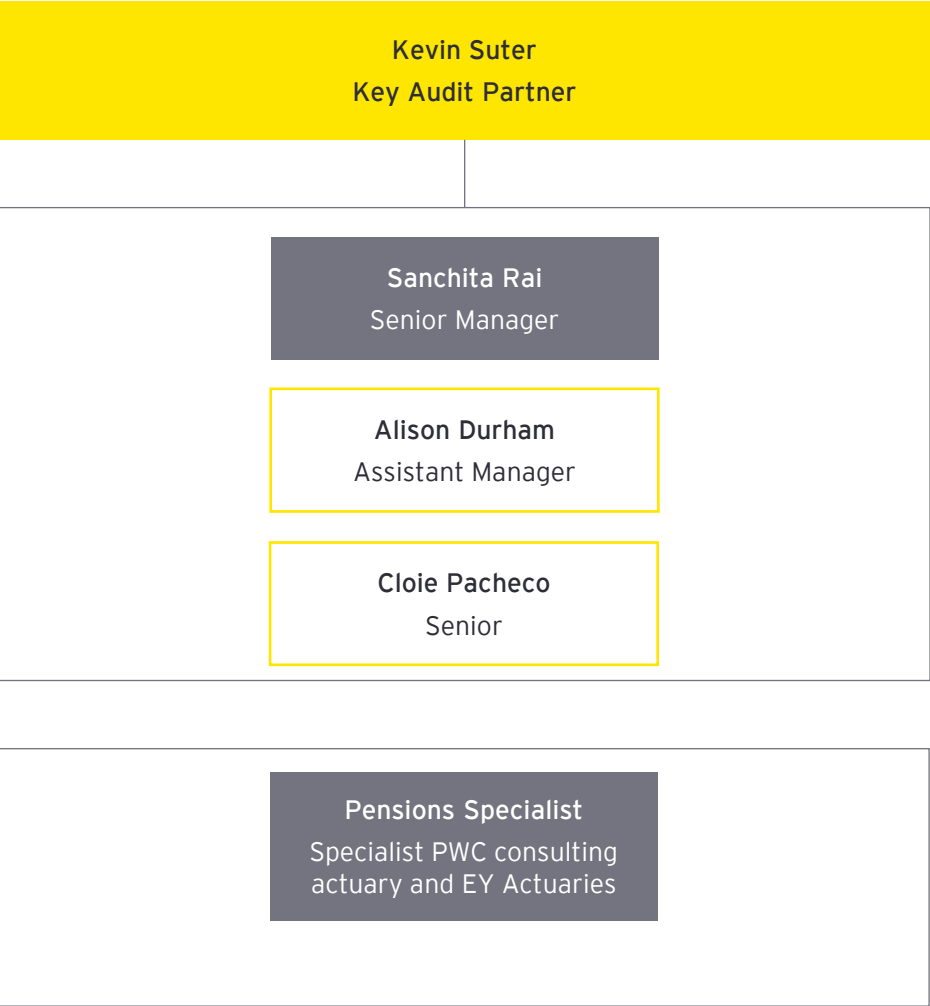 Kevin Suter
Key Audit Partner
Sanchita Rai
Senior Manager
Alison Durham
Assistant Manager
Cloie Pacheco
Senior
Pensions Specialist
Specialist PWC consulting
actuary and EY Actuaries